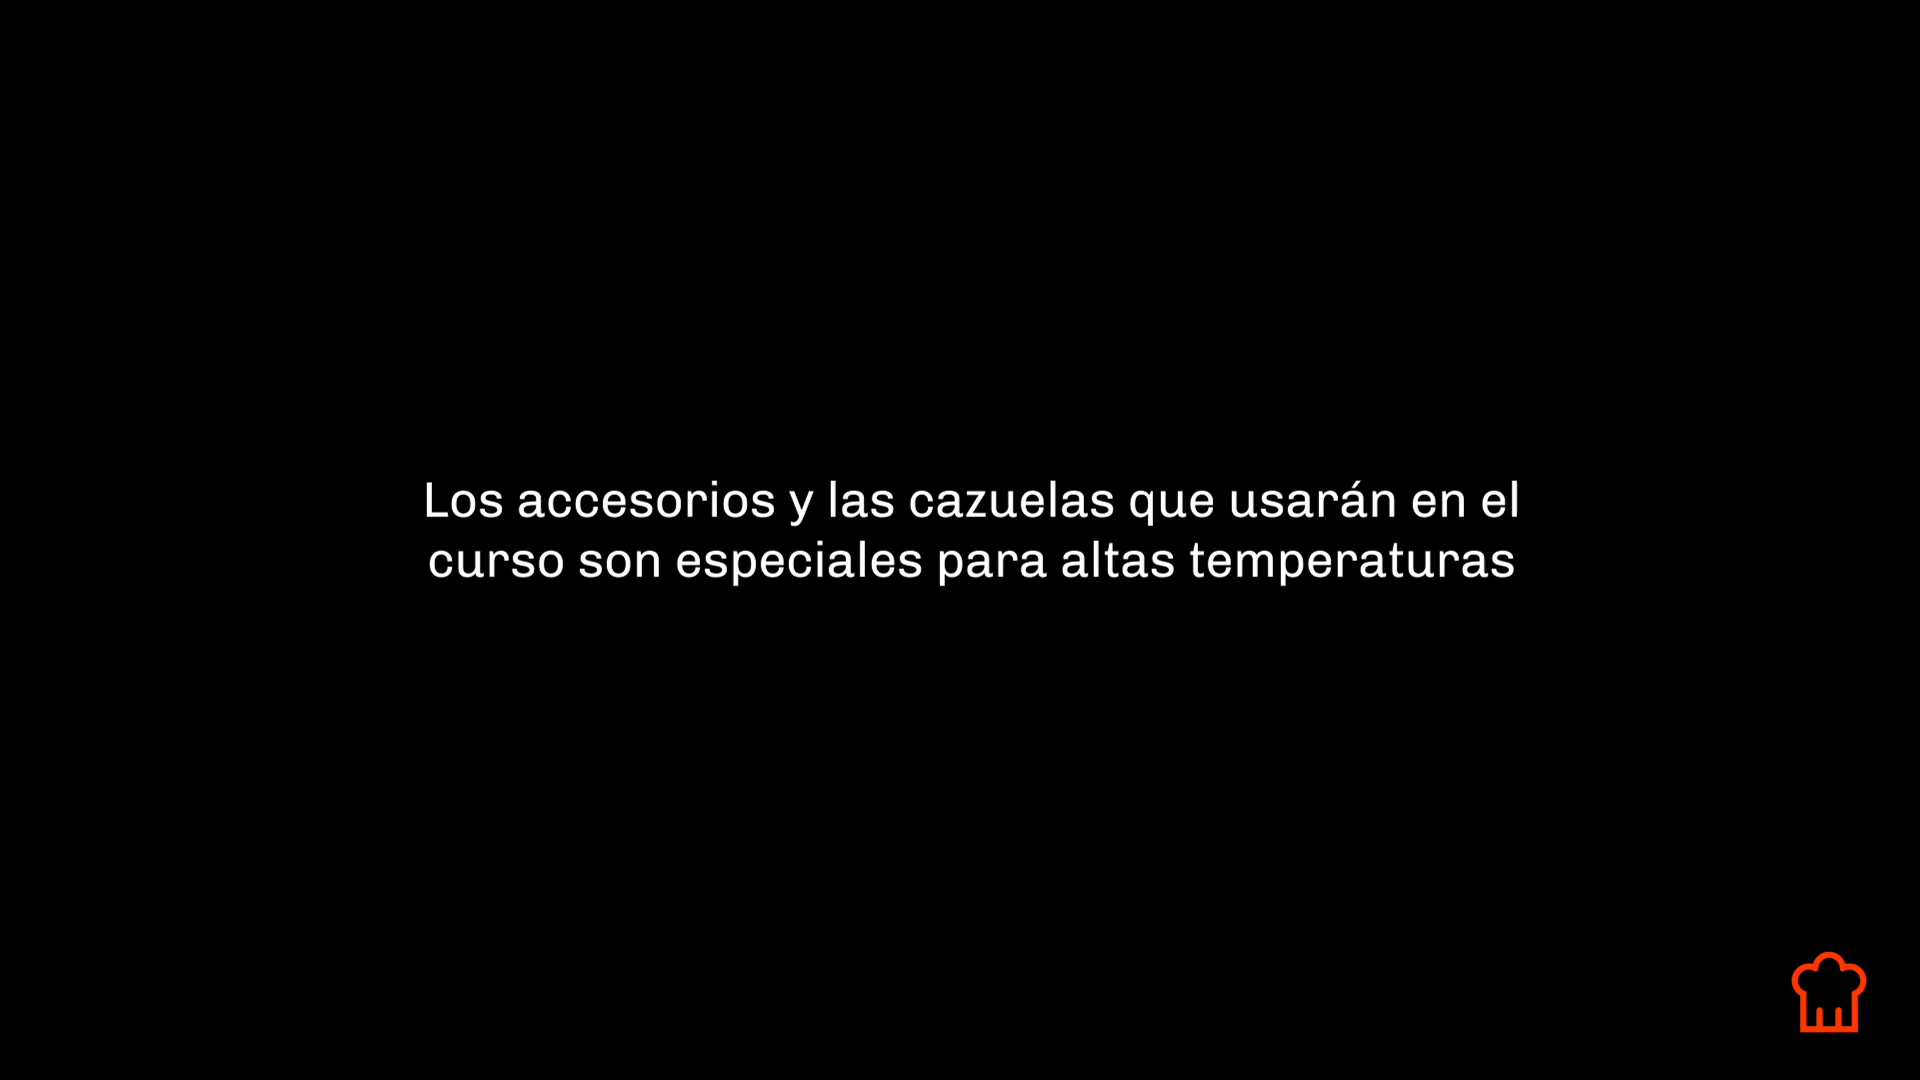 Los accesorios y las cazuelas que usarán en el
curso son especiales para altas temperaturas